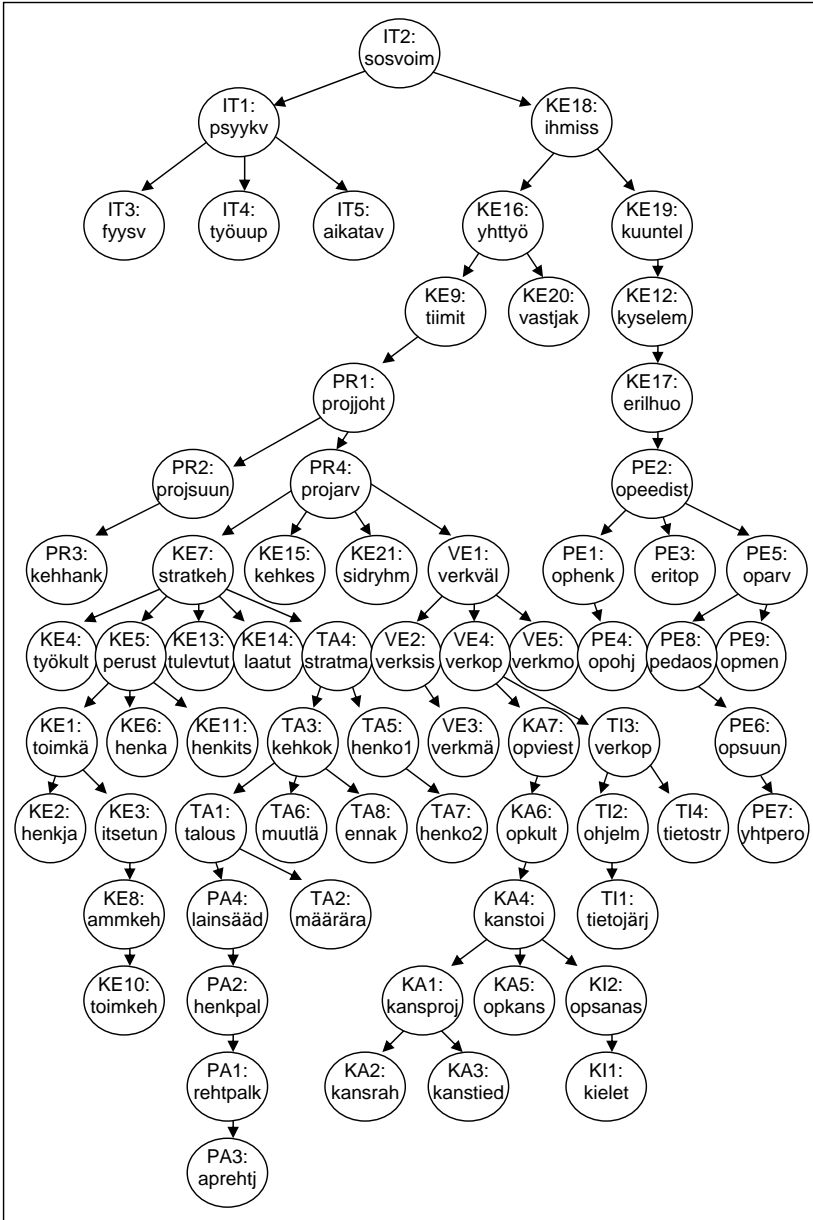 IT2:
sosvoim
IT1:
psyykv
KE18:
ihmiss
IT3:
fyysv
IT4:
työuup
IT5:
aikatav
KE16:
yhttyö
KE19:
kuuntel
KE9:
tiimit
KE20:
vastjak
KE12:
kyselem
PR1:
projjoht
KE17:
erilhuo
PR2:
projsuun
PR4:
projarv
PE2:
opeedist
PR3:
kehhank
KE7:
stratkeh
KE15:
kehkes
KE21:
sidryhm
VE1:
verkväl
PE1:
ophenk
PE3:
eritop
PE5:
oparv
KE4:
työkult
KE5:
perust
KE13:
tulevtut
KE14:
laatut
TA4:
stratma
VE2:
verksis
VE4:
verkop
VE5:
verkmo
PE4:
opohj
PE8:
pedaos
PE9:
opmen
KE1:
toimkä
KE6:
henka
KE11:
henkits
TA3:
kehkok
TA5:
henko1
VE3:
verkmä
KA7:
opviest
TI3:
verkop
PE6:
opsuun
KE2:
henkja
KE3:
itsetun
TA1:
talous
TA6:
muutlä
TA8:
ennak
TA7:
henko2
KA6:
opkult
TI2:
ohjelm
TI4:
tietostr
PE7:
yhtpero
KE8:
ammkeh
PA4:
lainsääd
TA2:
määrära
KA4:
kanstoi
TI1:
tietojärj
KE10:
toimkeh
PA2:
henkpal
KA1:
kansproj
KA5:
opkans
KI2:
opsanas
PA1:
rehtpalk
KA2:
kansrah
KA3:
kanstied
KI1:
kielet
PA3:
aprehtj